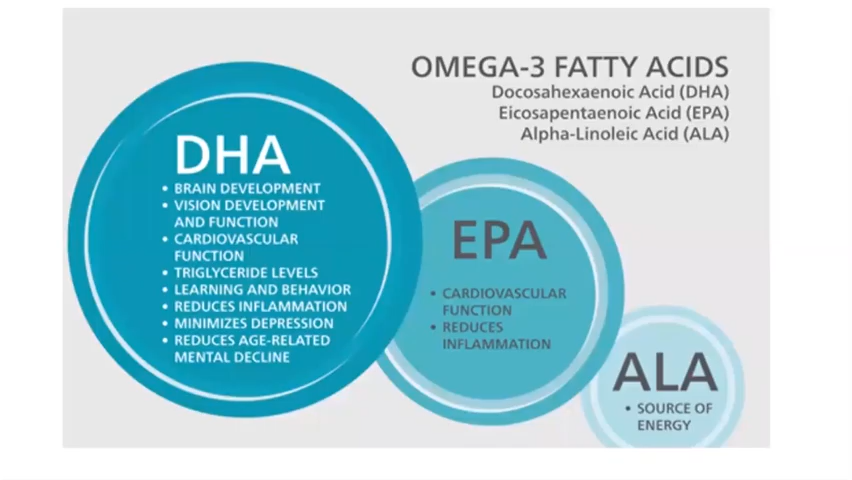 OMEGA-3 FATTY ACIDS
Docosahexaenoic Acid (DHA)
Eicosapentaenoic Acid (EPA)
Alpha-Linoleic Acid (ALA)
DHA
• BRAIN DEVELOPMENT
• VISION DEVELOPMENT
AND FUNCTION
• CARDIOVASCULAR
FUNCTION
• TRIGLYCERIDE LEVELS
• LEARNING AND BEHAVIOR
• REDUCES INFLAMMATION
• MINIMIZES DEPRESSION
• REDUCES AGE-RELATED
MENTAL DECLINE
EPA
• CARDIOVASCULAR
FUNCTION
• REDUCES
INFLAMMATION
ALA
• SOURCE OF
ENERGY